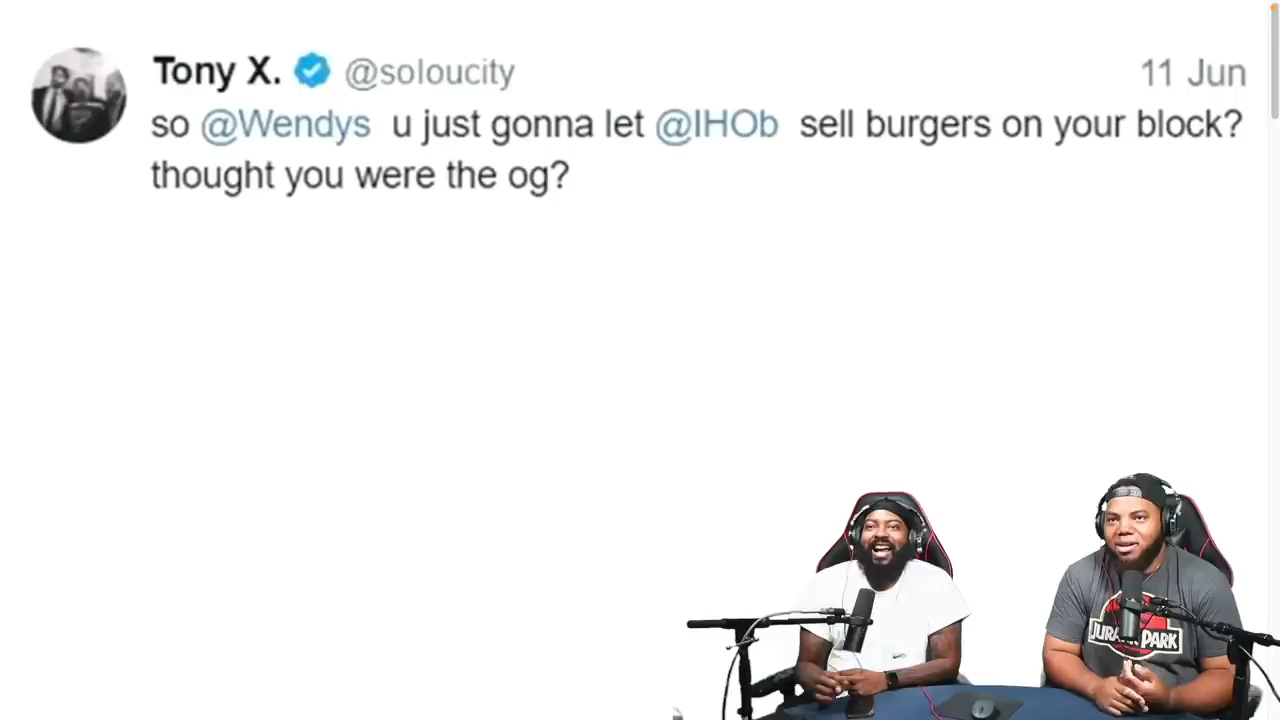 Tony X. @soloucity 11 Jun
so @Wendys u just gonna let @IHOb sell burgers on your block?
thought you were the og?
JURASSIC PARK